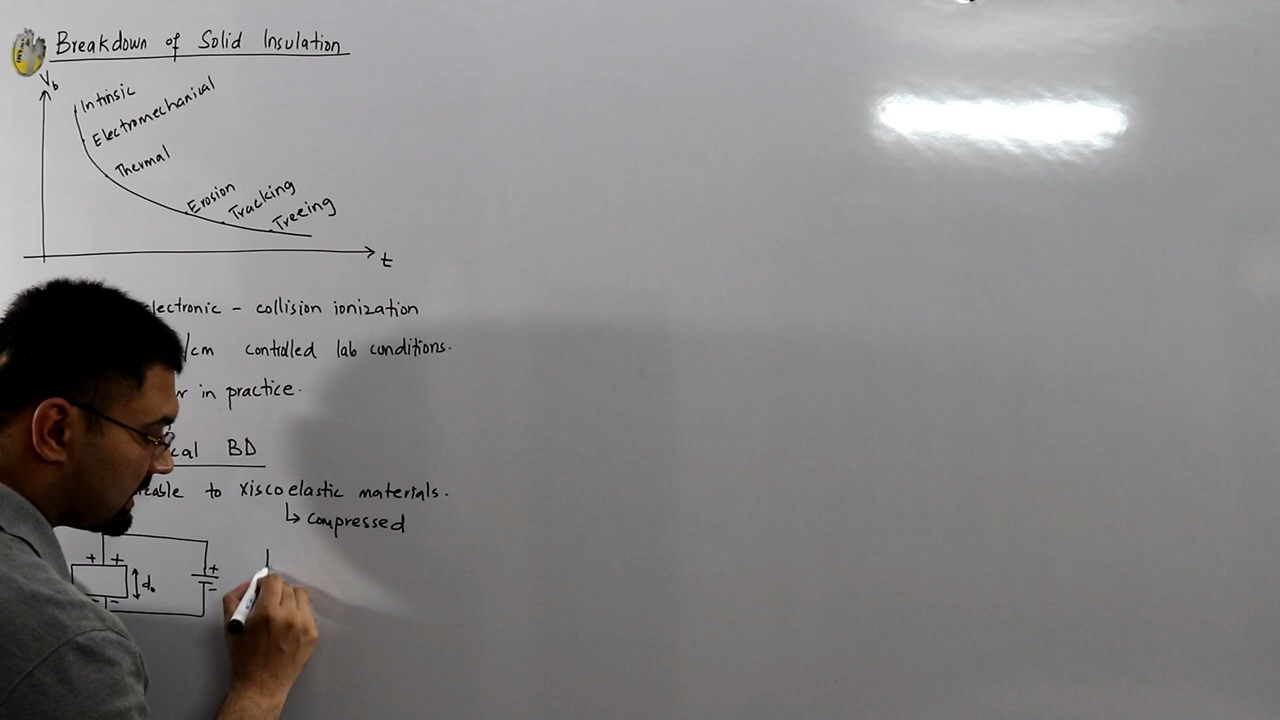 Breakdown of Solid Insulation
Vb
Intrinsic
Electromechanical
Thermal
Erosion
Tracking
Treeing
t
lectronic - collision ionization
/cm controlled lab conditions.
in practice.
cal BD
cable to xiscoelastic materials.
↳ compressed
+ + +
d₀ -
- -